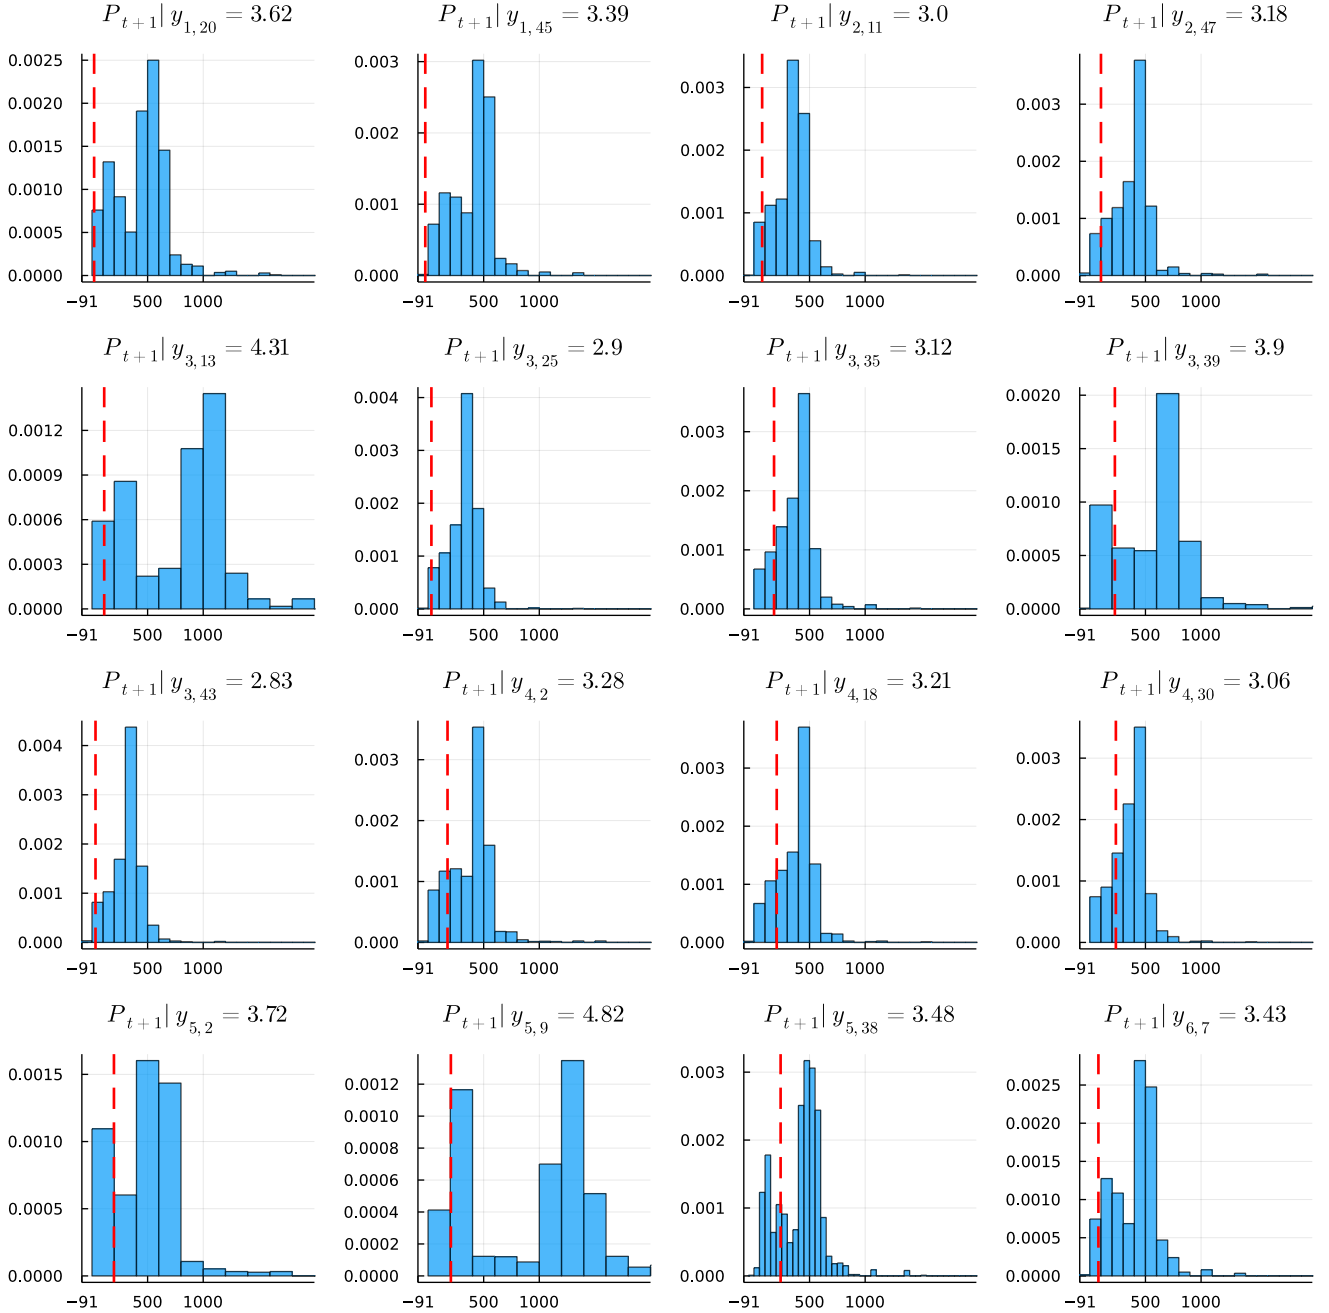 P_{t+1}| y_{1,20} = 3.62
P_{t+1}| y_{1,45} = 3.39
P_{t+1}| y_{2,11} = 3.0
P_{t+1}| y_{2,47} = 3.18
0.0025
0.0020
0.0015
0.0010
0.0005
0.0000
−91 500 1000
0.003
0.002
0.001
0.000
−91 500 1000
0.003
0.002
0.001
0.000
−91 500 1000
0.003
0.002
0.001
0.000
−91 500 1000
P_{t+1}| y_{3,13} = 4.31
P_{t+1}| y_{3,25} = 2.9
P_{t+1}| y_{3,35} = 3.12
P_{t+1}| y_{3,39} = 3.9
0.0012
0.0009
0.0006
0.0003
0.0000
−91 500 1000
0.004
0.003
0.002
0.001
0.000
−91 500 1000
0.003
0.002
0.001
0.000
−91 500 1000
0.0020
0.0015
0.0010
0.0005
0.0000
−91 500 1000
P_{t+1}| y_{3,43} = 2.83
P_{t+1}| y_{4,2} = 3.28
P_{t+1}| y_{4,18} = 3.21
P_{t+1}| y_{4,30} = 3.06
0.004
0.003
0.002
0.001
0.000
−91 500 1000
0.003
0.002
0.001
0.000
−91 500 1000
0.003
0.002
0.001
0.000
−91 500 1000
0.003
0.002
0.001
0.000
−91 500 1000
P_{t+1}| y_{5,2} = 3.72
P_{t+1}| y_{5,9} = 4.82
P_{t+1}| y_{5,38} = 3.48
P_{t+1}| y_{6,7} = 3.43
0.0015
0.0010
0.0005
0.0000
−91 500 1000
0.0012
0.0010
0.0008
0.0006
0.0004
0.0002
0.0000
−91 500 1000
0.003
0.002
0.001
0.000
−91 500 1000
0.0025
0.0020
0.0015
0.0010
0.0005
0.0000
−91 500 1000